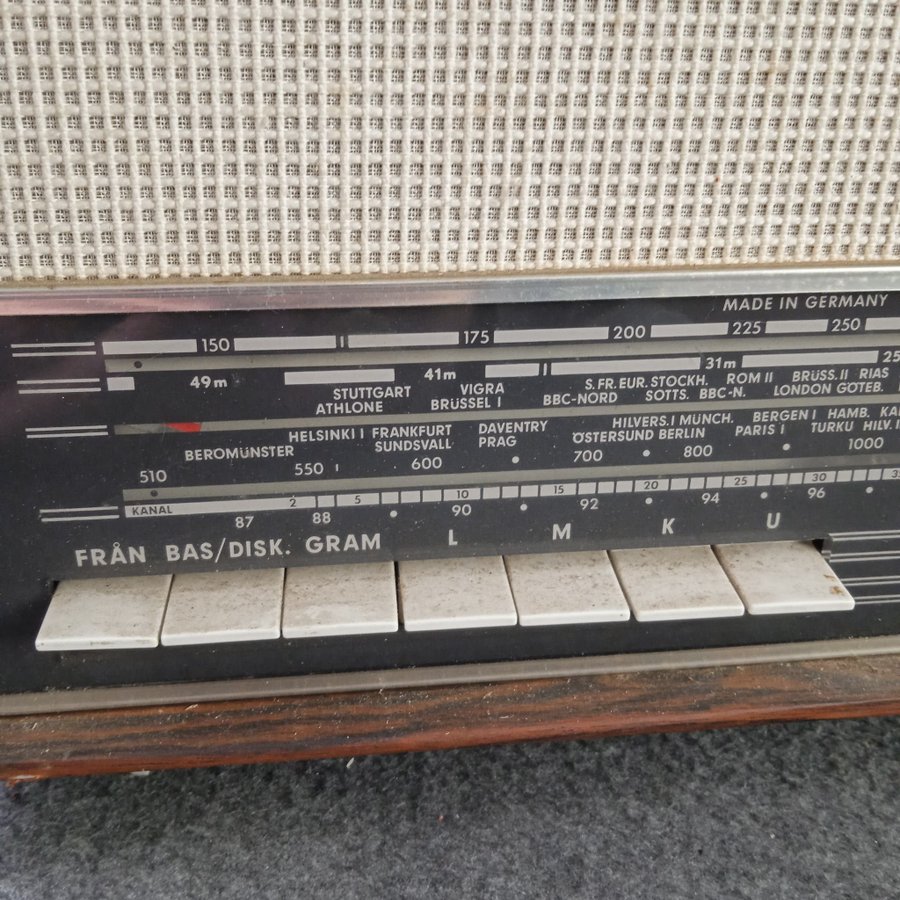 MADE IN GERMANY
150 175 200 225 250
49m 41m 31m 25
STUTTGART VIGRA S.FR.EUR. STOCKH. ROM II BRÜSS.II RIAS
ATHLONE BRÜSSEL I BBC-NORD SOTTS. BBC-N. LONDON GÖTEB.
HELSINKI I FRANKFURT DAVENTRY HILVERS.I MÜNCH. BERGEN I HAMB.
BEROMÜNSTER SUNDSVALL PRAG ÖSTERSUND BERLIN PARIS I TURKU HILV.
510 550 600 700 800 1000
KANAL 2 5 10 15 20 25 30
87 88 90 92 94 96
FRÅN BAS/DISK. GRAM L M K U